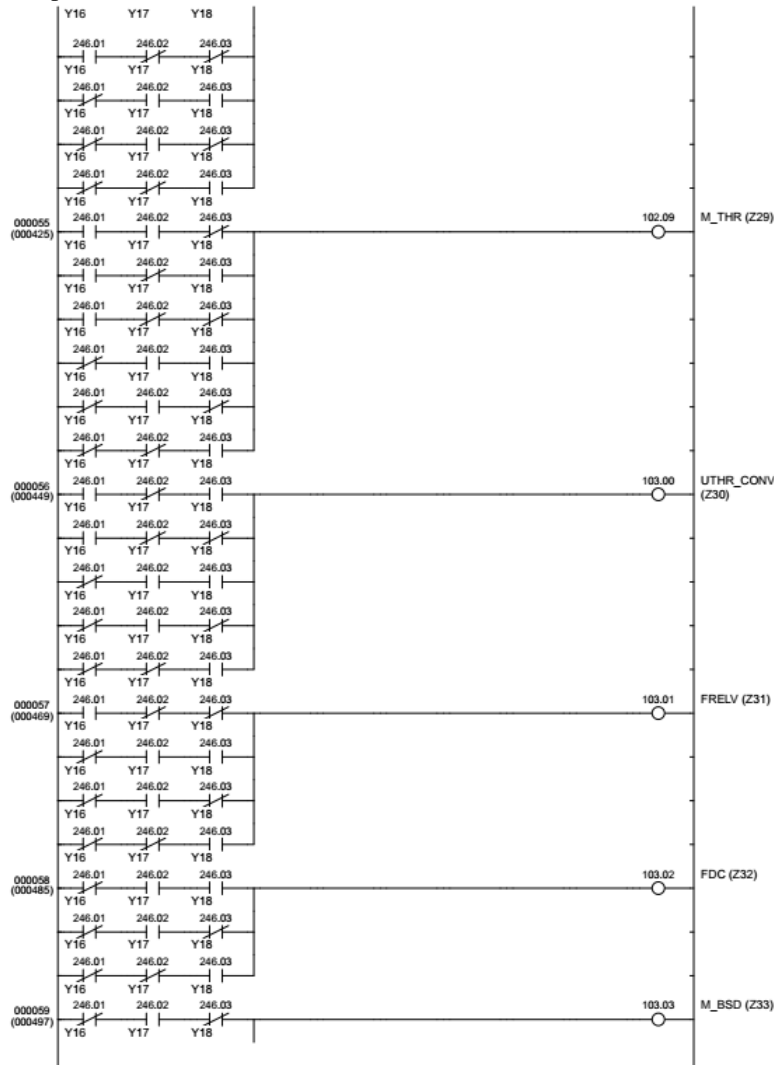 Y16 Y17 Y18
246.01 246.02 246.03
Y16 Y17 Y18
246.01 246.02 246.03
Y16 Y17 Y18
246.01 246.02 246.03
Y16 Y17 Y18
246.01 246.02 246.03
Y16 Y17 Y18
000055 246.01 246.02 246.03 102.09 M_THR (Z29)
(000425)
Y16 Y17 Y18
246.01 246.02 246.03
Y16 Y17 Y18
246.01 246.02 246.03
Y16 Y17 Y18
246.01 246.02 246.03
Y16 Y17 Y18
246.01 246.02 246.03
Y16 Y17 Y18
246.01 246.02 246.03
Y16 Y17 Y18
000056 246.01 246.02 246.03 103.00 UTHR_CONV
(000449) (Z30)
Y16 Y17 Y18
246.01 246.02 246.03
Y16 Y17 Y18
246.01 246.02 246.03
Y16 Y17 Y18
246.01 246.02 246.03
Y16 Y17 Y18
246.01 246.02 246.03
Y16 Y17 Y18
000057 246.01 246.02 246.03 103.01 FRELV (Z31)
(000469)
Y16 Y17 Y18
246.01 246.02 246.03
Y16 Y17 Y18
246.01 246.02 246.03
Y16 Y17 Y18
246.01 246.02 246.03
Y16 Y17 Y18
000058 246.01 246.02 246.03 103.02 FDC (Z32)
(000485)
Y16 Y17 Y18
246.01 246.02 246.03
Y16 Y17 Y18
246.01 246.02 246.03
Y16 Y17 Y18
000059 246.01 246.02 246.03 103.03 M_BSD (Z33)
(000497)
Y16 Y17 Y18